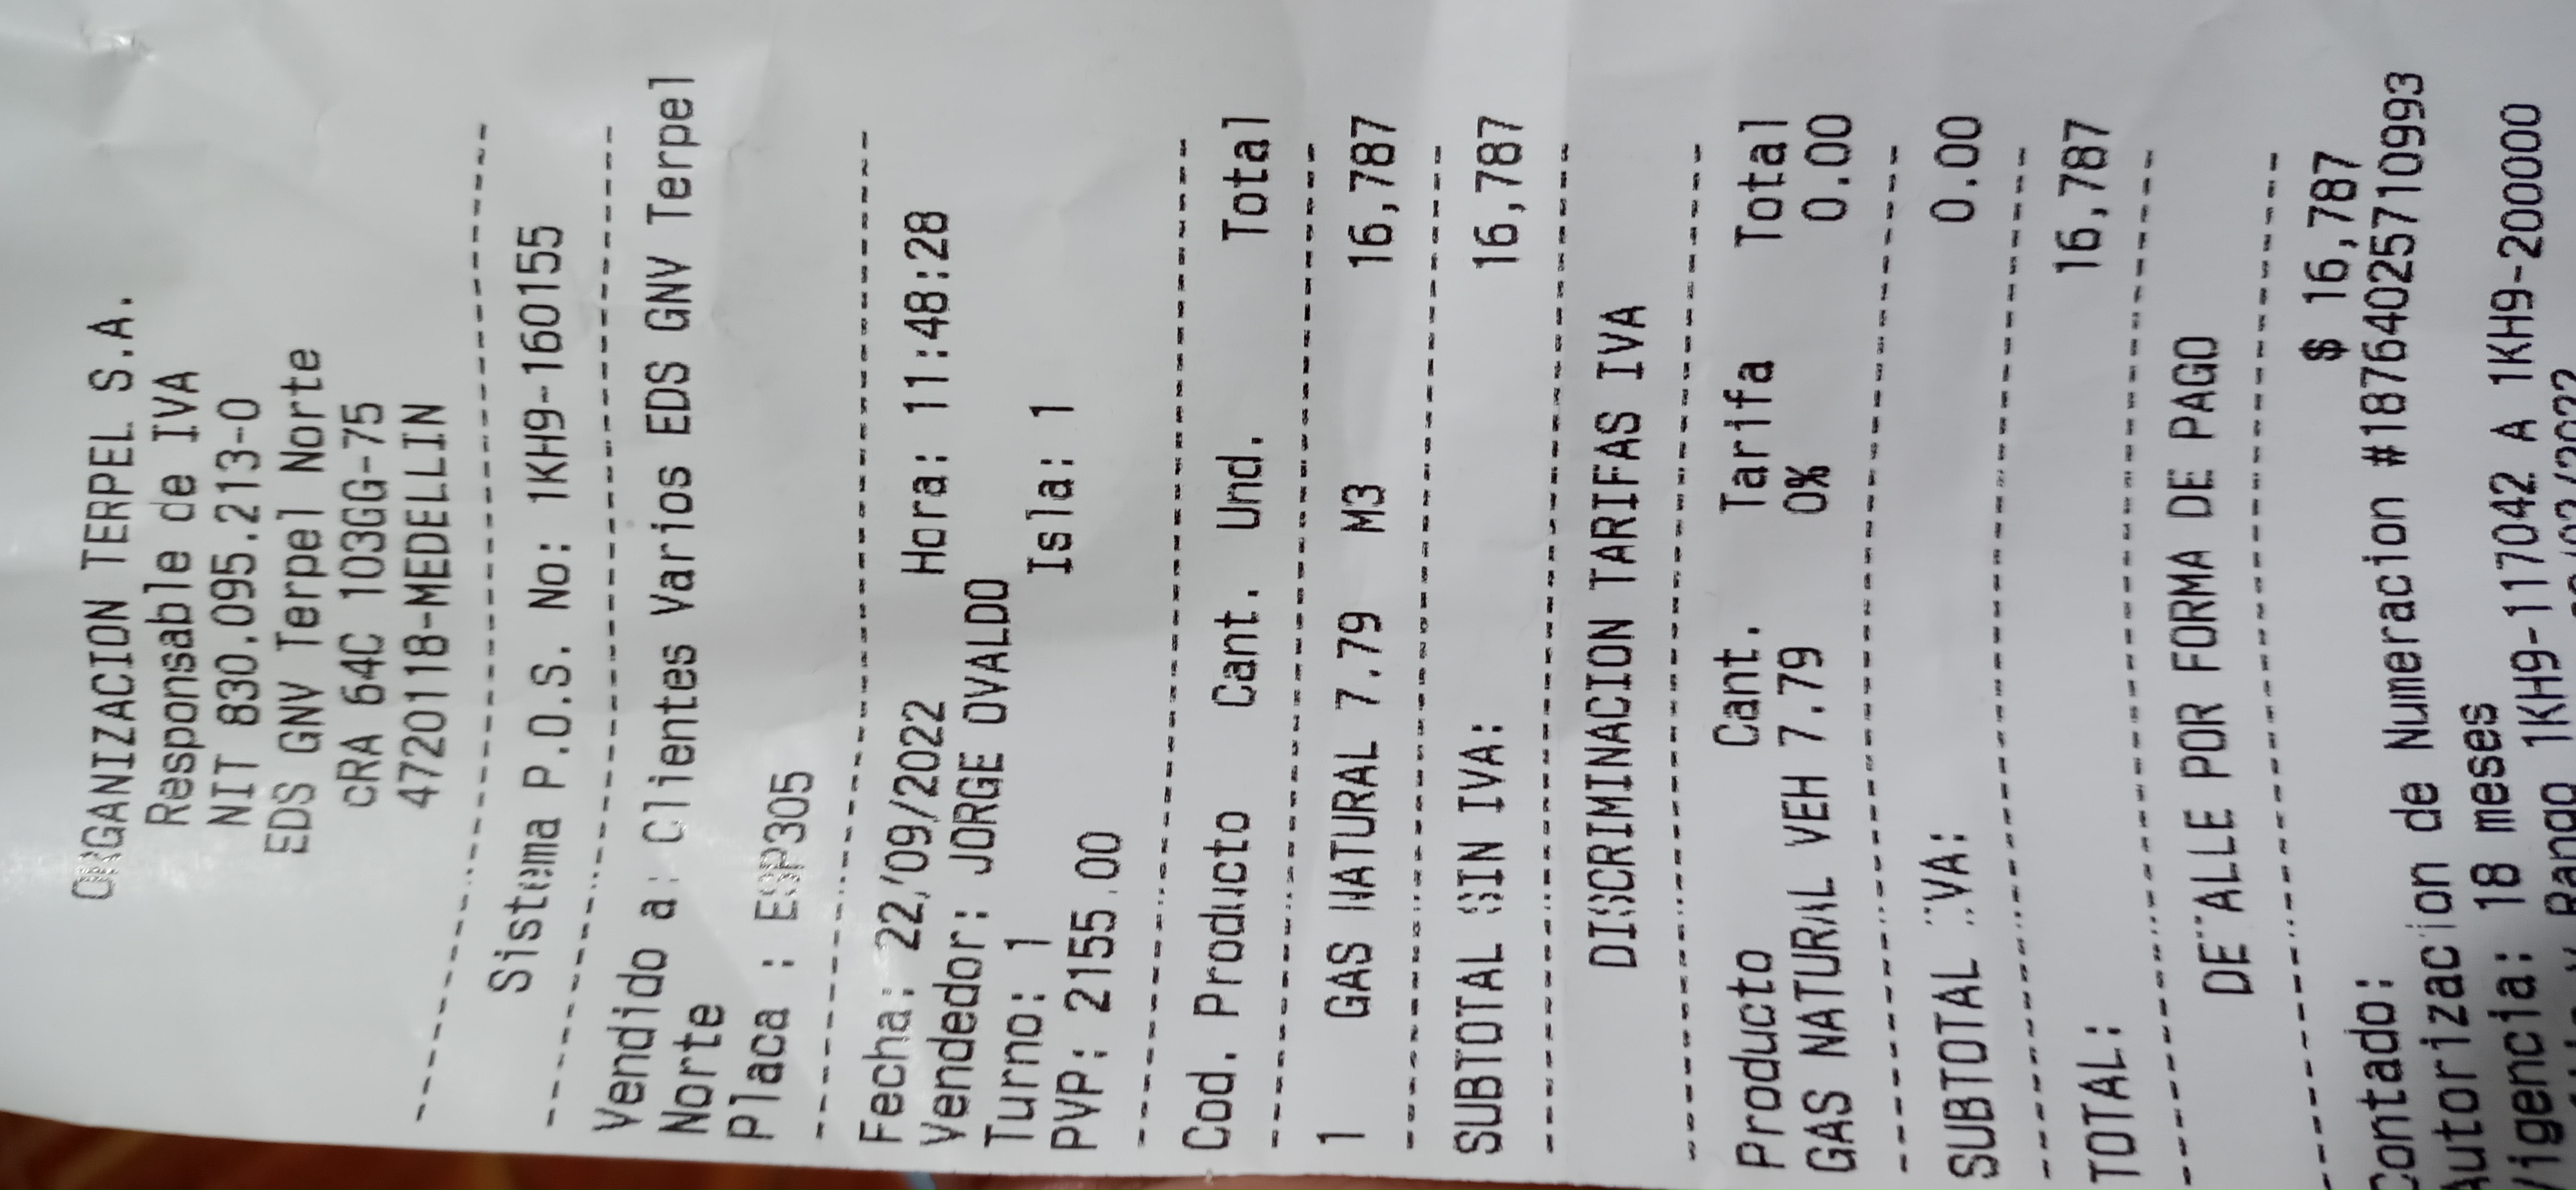 ORGANIZACION TERPEL S.A.
Responsable de IVA
NIT 830.095.213-0
EDS GNV Terpel Norte
CRA 64C 103GG-75
4720118-MEDELLIN
Sistema P.O.S. No: 1KH9-160155
Vendido a: Clientes Varios EDS GNV Terpel
Norte
Placa : ESP305
Fecha: 22/09/2022 Hora: 11:48:28
Vendedor: JORGE OVALDO
Turno: 1 Isla: 1
PVP: 2155.00
Cod. Producto Cant. Und. Total
1 GAS NATURAL 7.79 M3 16,787
SUBTOTAL SIN IVA: 16,787
DISCRIMINACION TARIFAS IVA
Producto Cant. Tarifa Total
GAS NATURAL VEH 7.79 0% 0.00
SUBTOTAL IVA: 0.00
TOTAL: 16,787
DETALLE POR FORMA DE PAGO
Contado: $ 16,787
Autorizacion de Numeracion #18764025710993
Vigencia: 18 meses
Rango 1KH9-117042 A 1KH9-200000